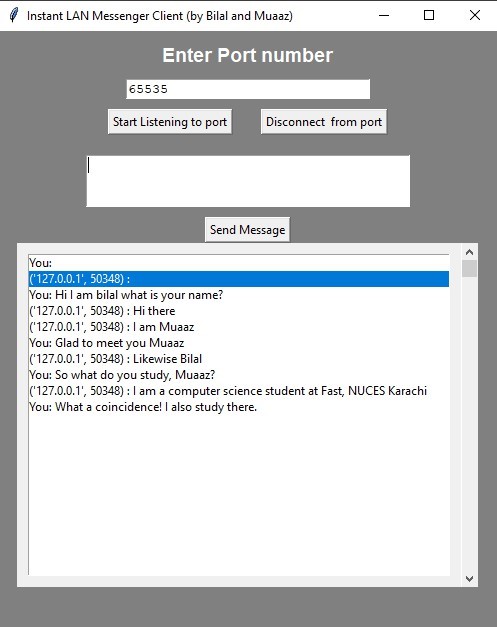 Instant LAN Messenger Client (by Bilal and Muaaz)
Enter Port number
65535
Start Listening to port
Disconnect  from port
Send Message
You:
('127.0.0.1', 50348) :
You: Hi I am bilal what is your name?
('127.0.0.1', 50348) : Hi there
('127.0.0.1', 50348) : I am Muaaz
You: Glad to meet you Muaaz
('127.0.0.1', 50348) : Likewise Bilal
You: So what do you study, Muaaz?
('127.0.0.1', 50348) : I am a computer science student at Fast, NUCES Karachi
You: What a coincidence! I also study there.